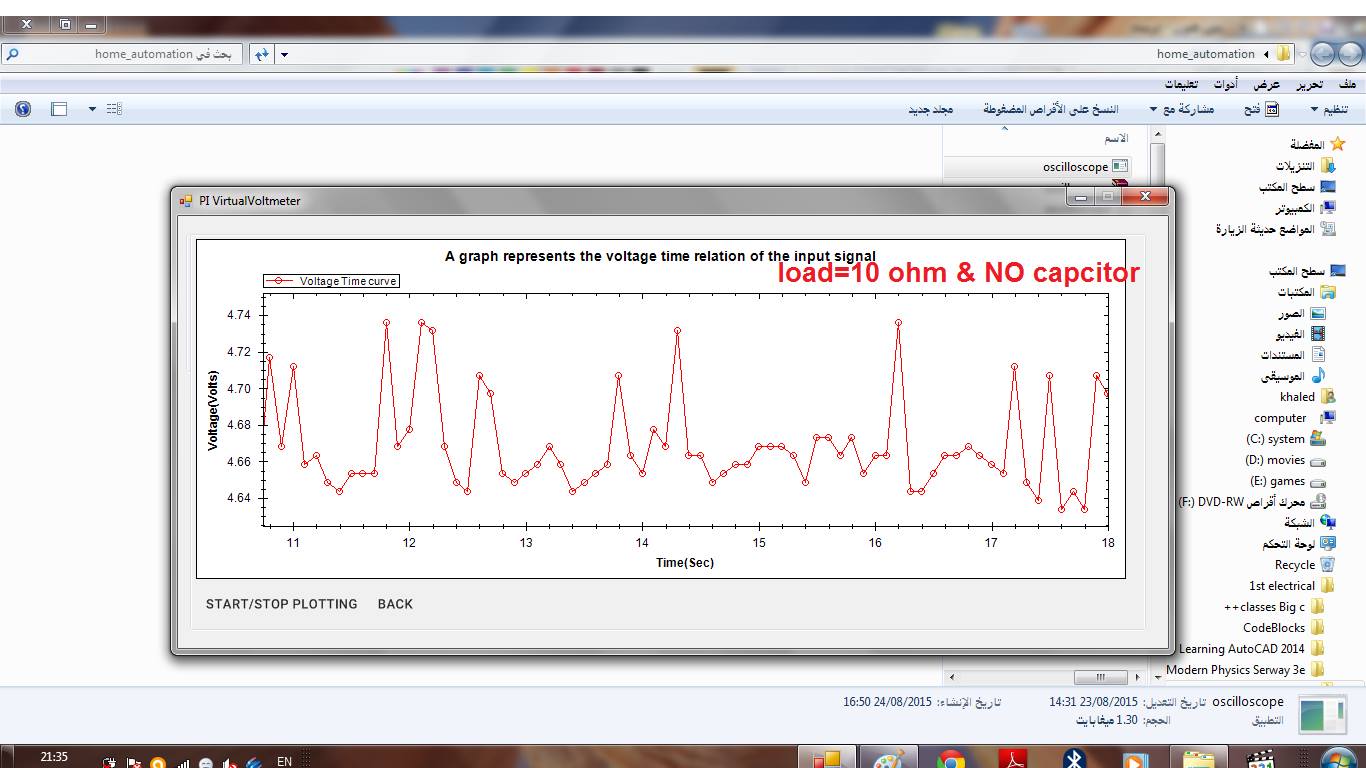 بحث في home_automation
home_automation
ملف تحرير عرض أدوات تعليمات
تنظيم فتح مشاركة مع النسخ على الأقراص المضغوطة مجلد جديد
الاسم
oscilloscope
المفضلة
التنزيلات
سطح المكتب
الكمبيوتر
المواضع حديثة الزيارة
سطح المكتب
المكتبات
الصور
الفيديو
المستندات
الموسيقى
khaled
computer
(C:) system
(D:) movies
(E:) games
محرك أقراص DVD-RW (F:)
الشبكة
لوحة التحكم
Recycle
1st electrical
++classes Big c
CodeBlocks
Learning AutoCAD 2014
Modern Physics Serway 3e
PI VirtualVoltmeter
A graph represents the voltage time relation of the input signal
load=10 ohm & NO capcitor
Voltage Time curve
Voltage(Volts)
4.74
4.72
4.70
4.68
4.66
4.64
11 12 13 14 15 16 17 18
Time(Sec)
START/STOP PLOTTING BACK
oscilloscope تاريخ التعديل: 23/08/2015 14:31 تاريخ الإنشاء: 24/08/2015 16:50
التطبيق الحجم: 1.30 ميغابايت
21:35
EN